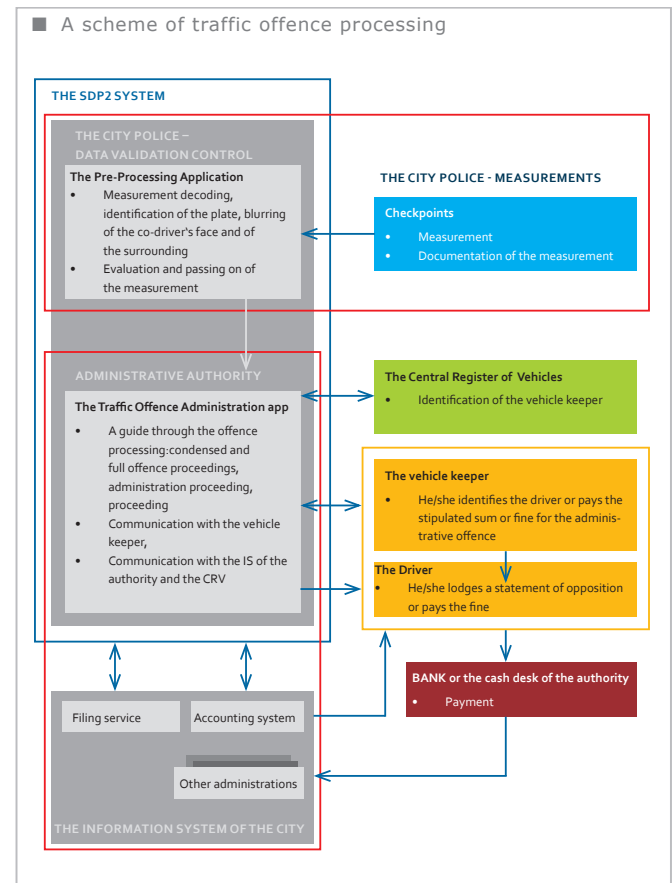 ■ A scheme of traffic offence processing
THE SDP2 SYSTEM
THE CITY POLICE –
DATA VALIDATION CONTROL
The Pre-Processing Application
• Measurement decoding,
identification of the plate, blurring
of the co-driver's face and of
the surrounding
• Evaluation and passing on of
the measurement
THE CITY POLICE - MEASUREMENTS
Checkpoints
• Measurement
• Documentation of the measurement
ADMINISTRATIVE AUTHORITY
The Traffic Offence Administration app
• A guide through the offence
processing:condensed and
full offence proceedings,
administration proceeding,
proceeding
• Communication with the vehicle
keeper,
• Communication with the IS of the
authority and the CRV
The Central Register of Vehicles
• Identification of the vehicle keeper
The vehicle keeper
• He/she identifies the driver or pays the
stipulated sum or fine for the adminis-
trative offence
The Driver
• He/she lodges a statement of opposition
or pays the fine
BANK or the cash desk of the authority
• Payment
Filing service
Accounting system
Other administrations
THE INFORMATION SYSTEM OF THE CITY